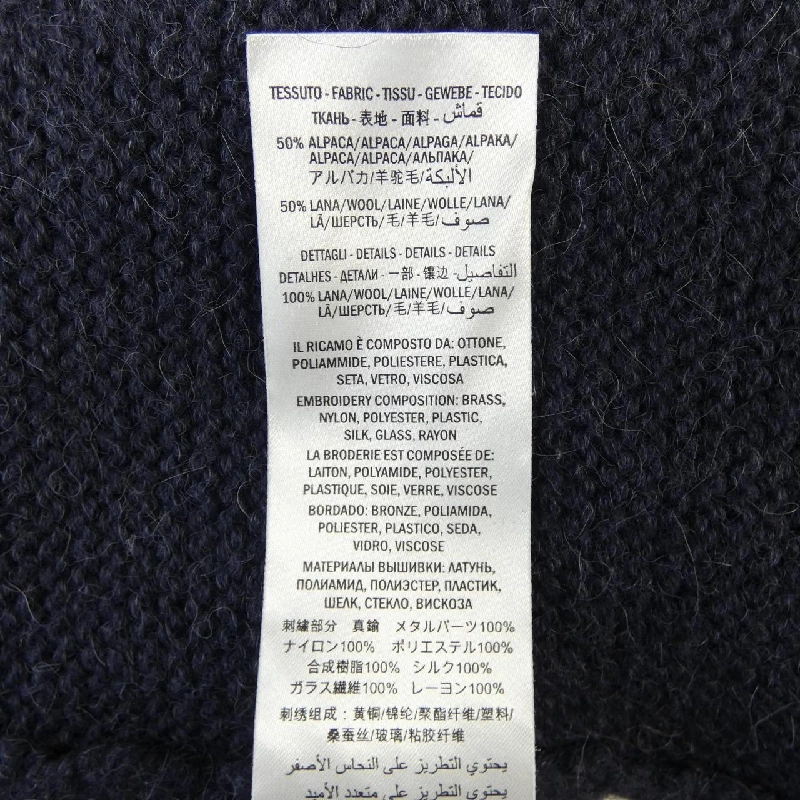 TESSUTO - FABRIC - TISSU - GEWEBE - TECIDO
ТКАНЬ - 表地 - 面料 - قماش
50% ALPACA/ALPACA/ALPAGA/ALPAKA/
ALPACA/ALPACA/АЛЬПАКА/
アルパカ/羊驼毛/الألبكة
50% LANA/WOOL/LAINE/WOLLE/LANA/
LÃ/ШЕРСТЬ/毛/羊毛/صوف
DETTAGLI - DETAILS - DETAILS - DETAILS
DETALHES - ДЕТАЛИ - 一部 - 镶边 - التفاصيل
100% LANA/WOOL/LAINE/WOLLE/LANA/
LÃ/ШЕРСТЬ/毛/羊毛/صوف
IL RICAMO È COMPOSTO DA: OTTONE,
POLIAMMIDE, POLIESTERE, PLASTICA,
SETA, VETRO, VISCOSA
EMBROIDERY COMPOSITION: BRASS,
NYLON, POLYESTER, PLASTIC,
SILK, GLASS, RAYON
LA BRODERIE EST COMPOSÉE DE:
LAITON, POLYAMIDE, POLYESTER,
PLASTIQUE, SOIE, VERRE, VISCOSE
BORDADO: BRONZE, POLIAMIDA,
POLIESTER, PLASTICO, SEDA,
VIDRO, VISCOSE
МАТЕРИАЛЫ ВЫШИВКИ: ЛАТУНЬ,
ПОЛИАМИД, ПОЛИЭСТЕР, ПЛАСТИК,
ШЕЛК, СТЕКЛО, ВИСКОЗА
刺繍部分 真鍮 メタルパーツ100%
ナイロン100% ポリエステル100%
合成樹脂100% シルク100%
ガラス繊維100% レーヨン100%
刺绣组成：黄铜/锦纶/聚酯纤维/塑料/
桑蚕丝/玻璃/粘胶纤维
يحتوي التطريز على النحاس الأصفر
يحتوي التطريز على متعدد الأميد